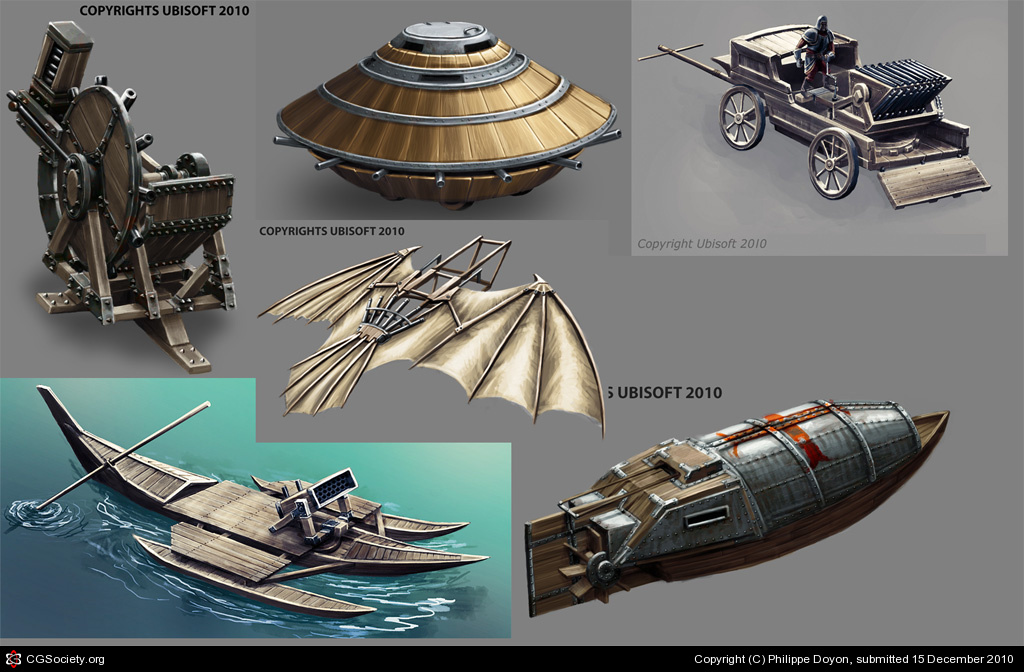 COPYRIGHTS UBISOFT 2010
COPYRIGHTS UBISOFT 2010
Copyright Ubisoft 2010
S UBISOFT 2010
CGSociety.org
Copyright (C) Philippe Doyon, submitted 15 December 2010